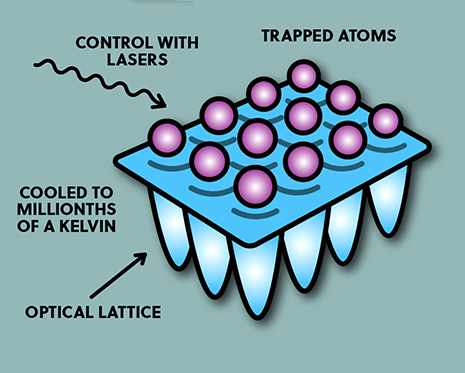 CONTROL WITH
LASERS
TRAPPED ATOMS
COOLED TO
MILLIONTHS
OF A KELVIN
OPTICAL LATTICE